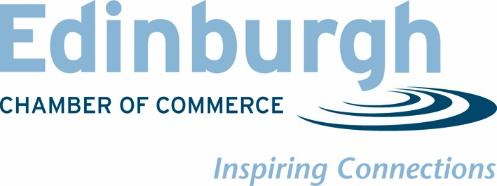 Edinburgh
CHAMBER OF COMMERCE
Inspiring Connections